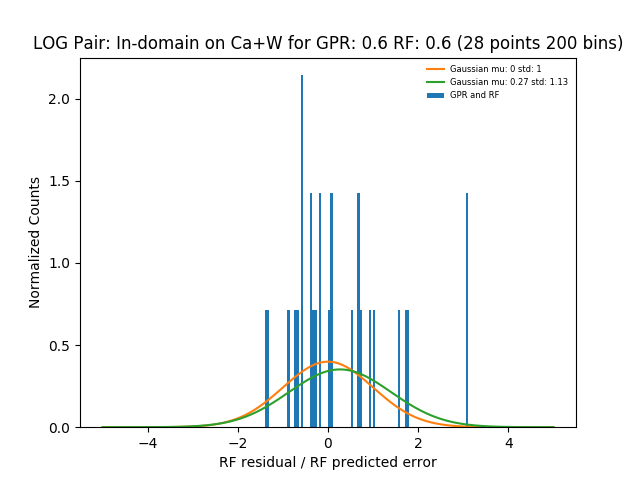 LOG Pair: In-domain on Ca+W for GPR: 0.6 RF: 0.6 (28 points 200 bins)
Gaussian mu: 0 std: 1
Gaussian mu: 0.27 std: 1.13
GPR and RF
Normalized Counts
2.0
1.5
1.0
0.5
0.0
−4 −2 0 2 4
RF residual / RF predicted error